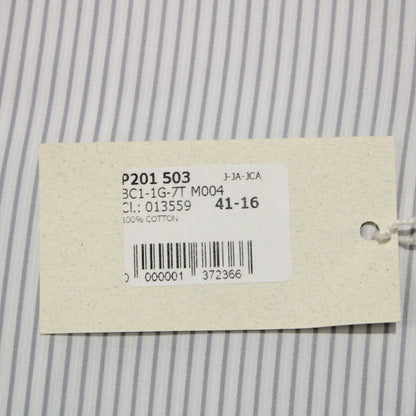 P201 503 J-JA-JCA
BC1-1G-7T M004
Cl.: 013559 41-16
100% COTTON
0 000001 372366